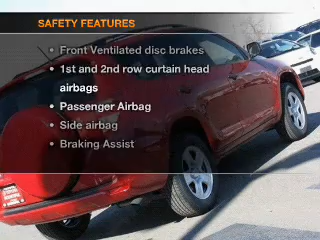 SAFETY FEATURES
• Front Ventilated disc brakes
• 1st and 2nd row curtain head
airbags
• Passenger Airbag
• Side airbag
• Braking Assist